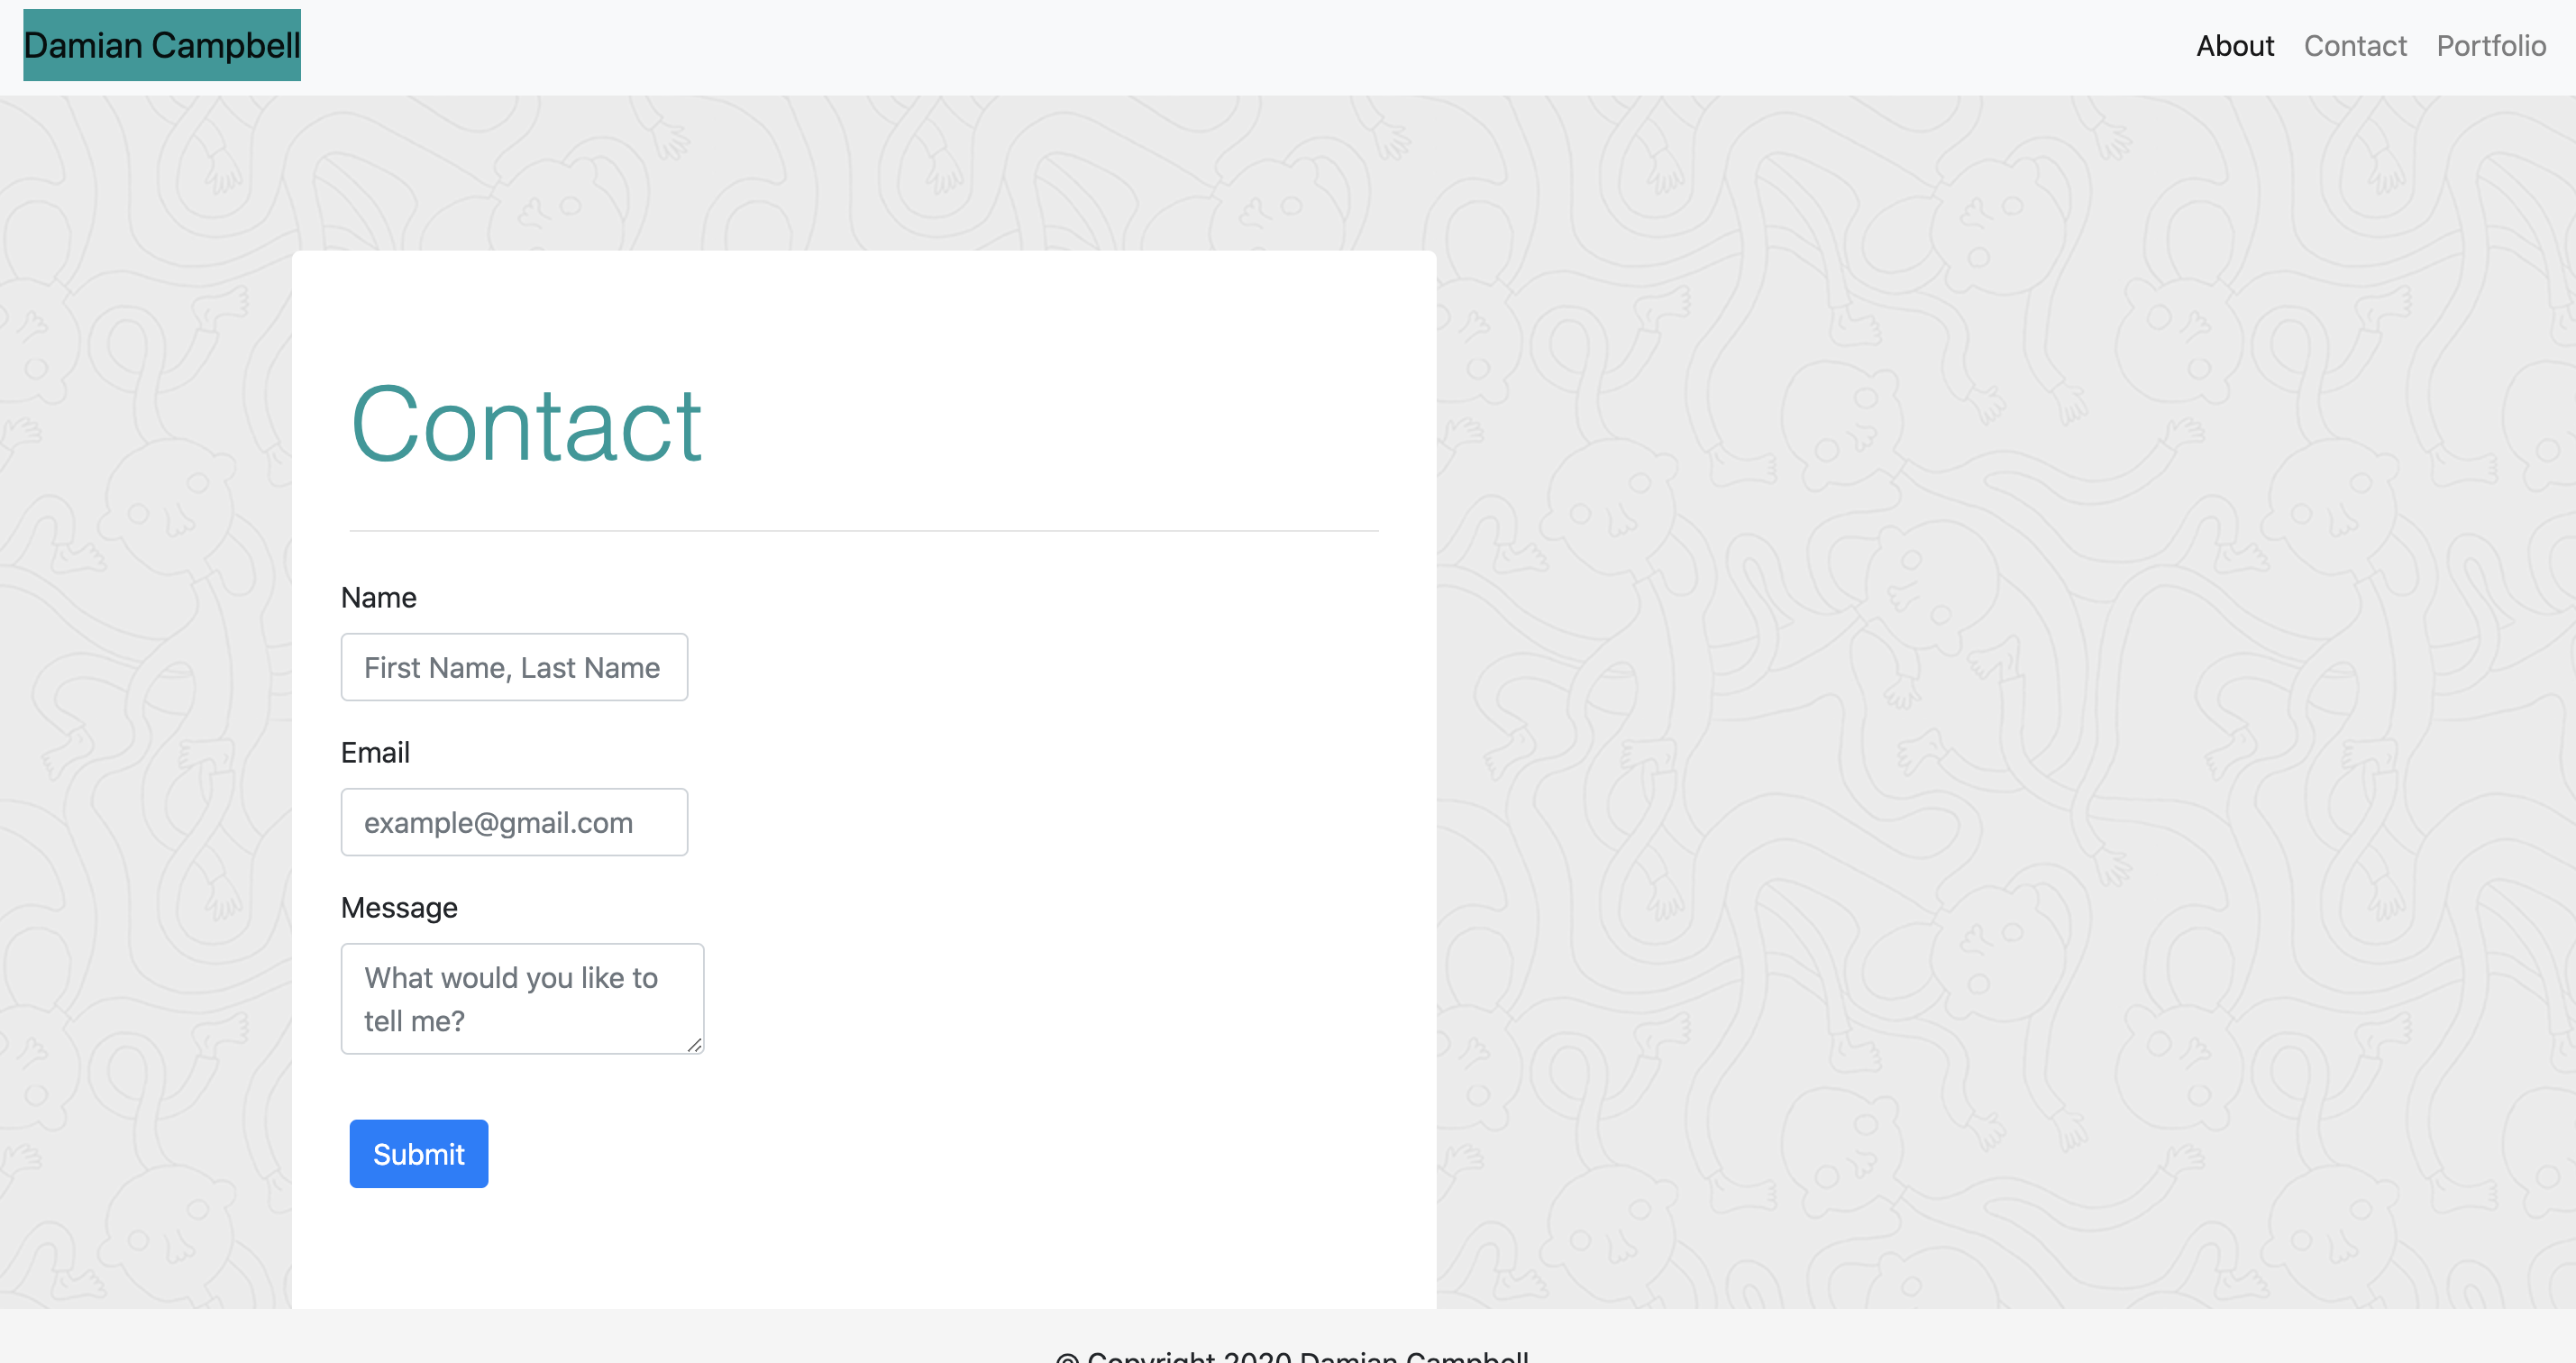 Damian Campbell
About Contact Portfolio
Contact
Name
First Name, Last Name
Email
example@gmail.com
Message
What would you like to
tell me?
Submit
© Copyright 2020 Damian Campbell